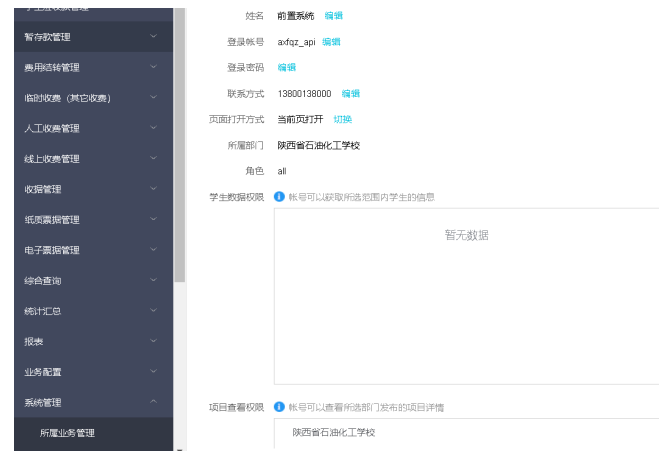 暂存款管理
费用结转管理
临时收费（其它收费）
人工收费管理
线上收费管理
收据管理
纸质票据管理
电子票据管理
综合查询
统计汇总
报表
业务配置
系统管理
所属业务管理
姓名 前置系统 编辑
登录帐号 axfqz_api 编辑
登录密码 编辑
联系方式 13800138000 编辑
页面打开方式 当前页打开 切换
所属部门 陕西省石油化工学校
角色 all
学生数据权限 帐号可以获取所选范围内学生的信息
暂无数据
项目查看权限 帐号可以查看所选部门发布的项目详情
陕西省石油化工学校